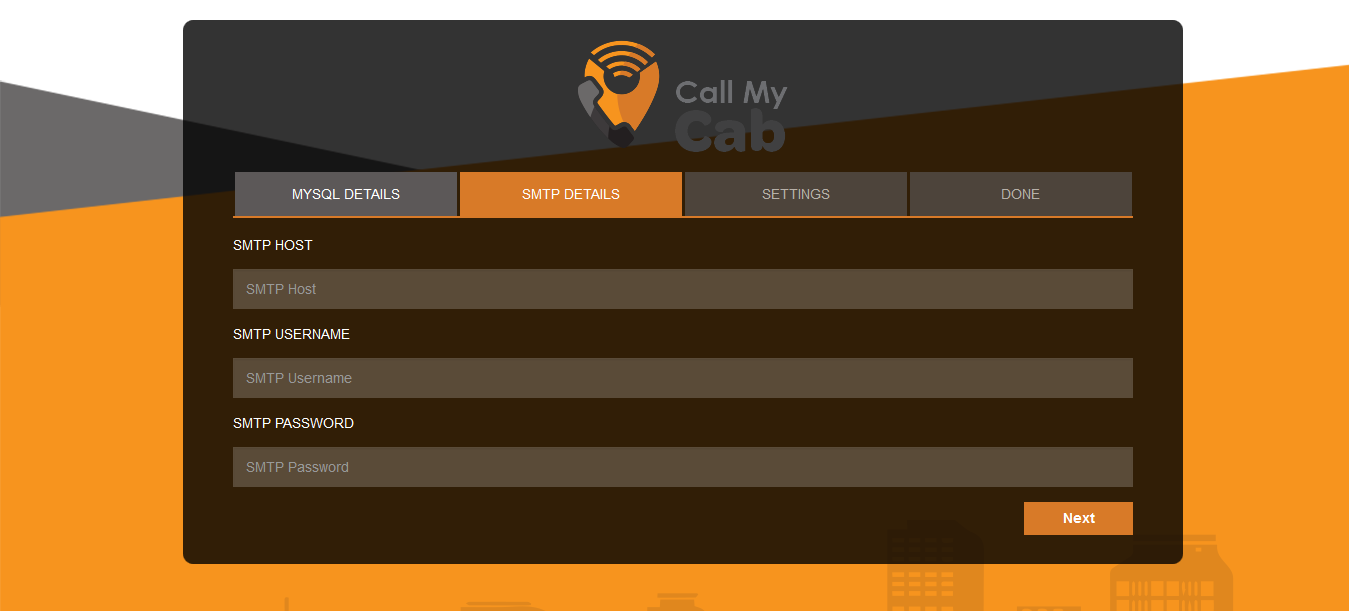 Call My
Cab
MYSQL DETAILS
SMTP DETAILS
SETTINGS
DONE
SMTP HOST
SMTP Host
SMTP USERNAME
SMTP Username
SMTP PASSWORD
SMTP Password
Next